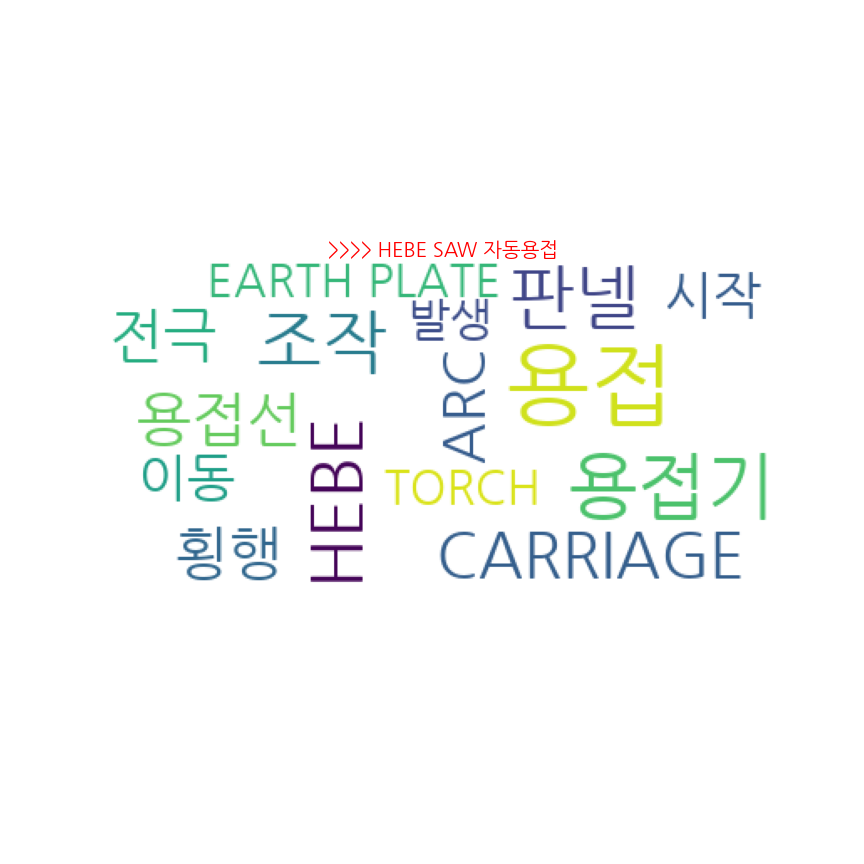 >>>> HEBE SAW 자동용접
EARTH PLATE
판넬
시작
발생
전극
조작
ARC
용접
용접선
HEBE
이동
TORCH
용접기
횡행
CARRIAGE